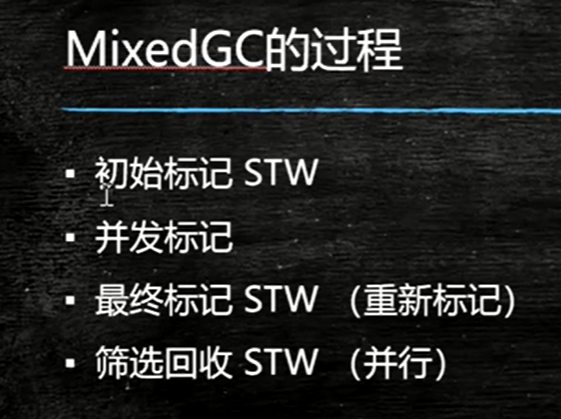 MixedGC的过程
▪ 初始标记 STW
▪ 并发标记
▪ 最终标记 STW （重新标记）
▪ 筛选回收 STW （并行）